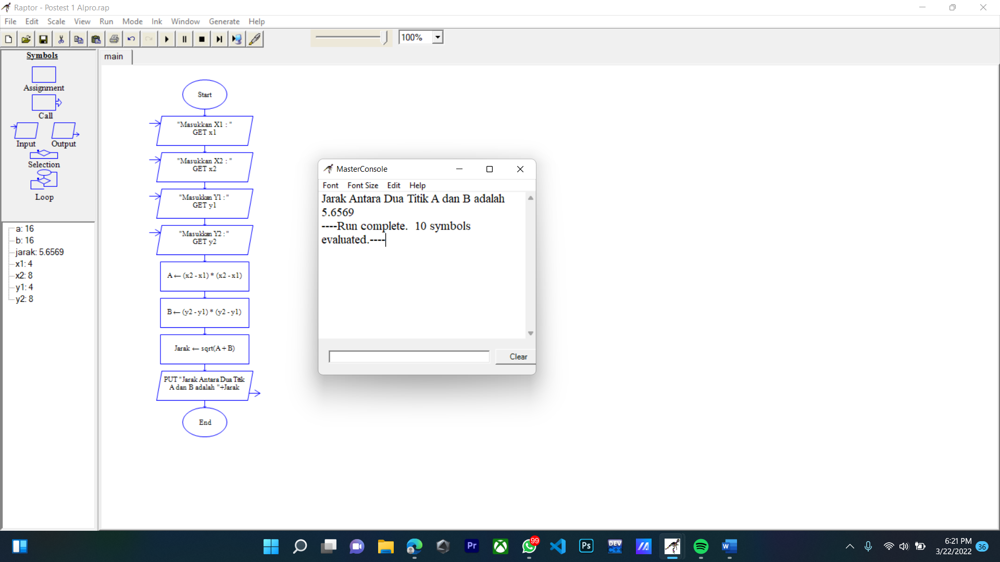 Raptor - Postest 1 Alpro.rap
File Edit Scale View Run Mode Ink Window Generate Help
100%
Symbols
Assignment
Call
Input Output
Selection
Loop
a: 16
b: 16
jarak: 5.6569
x1: 4
x2: 8
y1: 4
y2: 8
main
Start
"Masukkan X1 : "
GET x1
"Masukkan X2 : "
GET x2
"Masukkan Y1 : "
GET y1
"Masukkan Y2 : "
GET y2
A ← (x2 - x1) * (x2 - x1)
B ← (y2 - y1) * (y2 - y1)
Jarak ← sqrt(A + B)
PUT "Jarak Antara Dua Titik
A dan B adalah "+Jarak
End
MasterConsole
Font Font Size Edit Help
Jarak Antara Dua Titik A dan B adalah
5.6569
----Run complete.  10 symbols
evaluated.----
Clear
Pr
99
Ps
DEV
C++
W
6:21 PM
3/22/2022
36